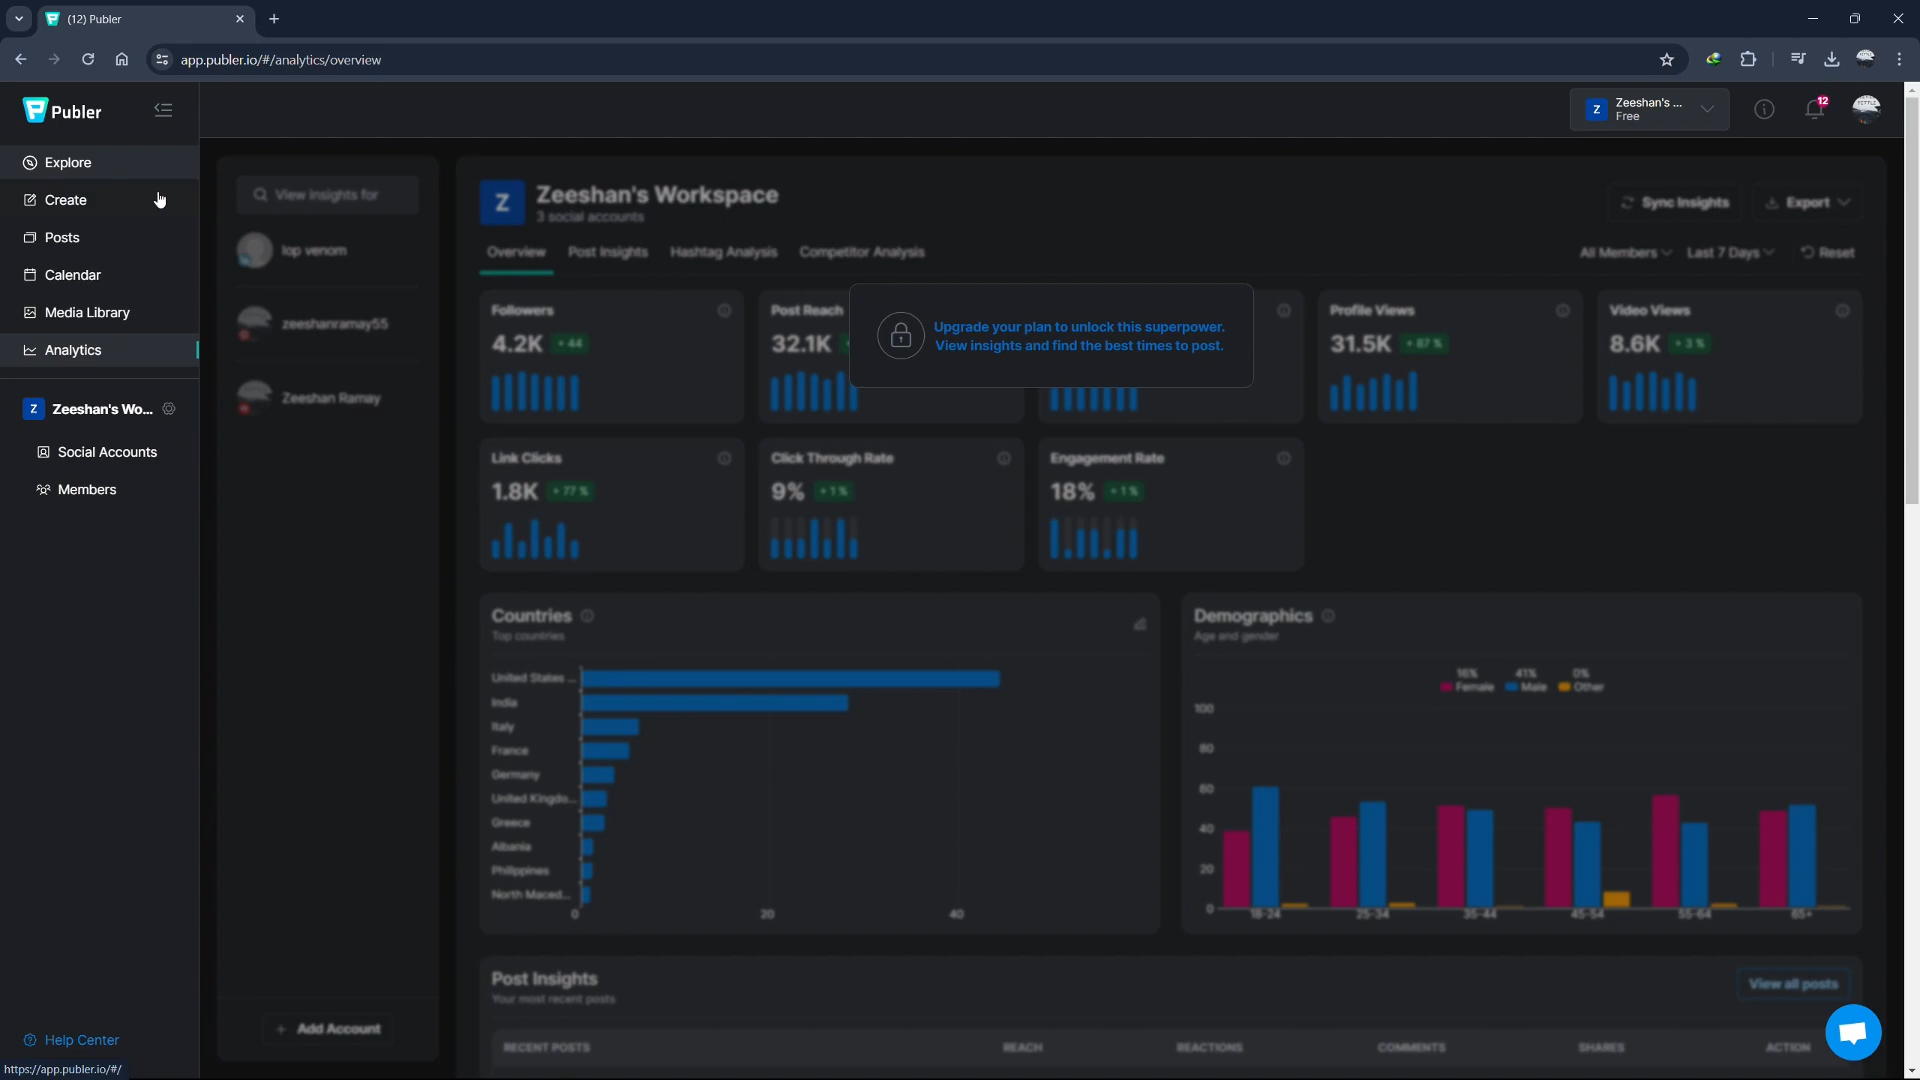 (12) Publer
app.publer.io/#/analytics/overview
Publer
Zeeshan's ...
Free
12
Explore
Create
Posts
Calendar
Media Library
Analytics
Z Zeeshan's Wo...
Social Accounts
Members
Help Center
https://app.publer.io/#/
View insights for
lop venom
zeeshanramay55
Zeeshan Ramay
+ Add Account
Z Zeeshan's Workspace
3 social accounts
Sync Insights
Export
Overview Post Insights Hashtag Analysis Competitor Analysis
All Members Last 7 Days Reset
Upgrade your plan to unlock this superpower.
View insights and find the best times to post.
Followers
4.2K + 44
Post Reach
32.1K
Profile Views
31.5K + 87 %
Video Views
8.6K + 3 %
Link Clicks
1.8K + 77 %
Click Through Rate
9% + 1 %
Engagement Rate
18% + 1 %
Countries
Top countries
United States ...
India
Italy
France
Germany
United Kingdo...
Greece
Albania
Philippines
North Maced...
0 20 40
Demographics
Age and gender
16% 41% 0%
Female Male Other
100
80
60
40
20
0
18-24 25-34 35-44 45-54 55-64 65+
Post Insights
Your most recent posts
View all posts
RECENT POSTS REACH REACTIONS COMMENTS SHARES ACTION